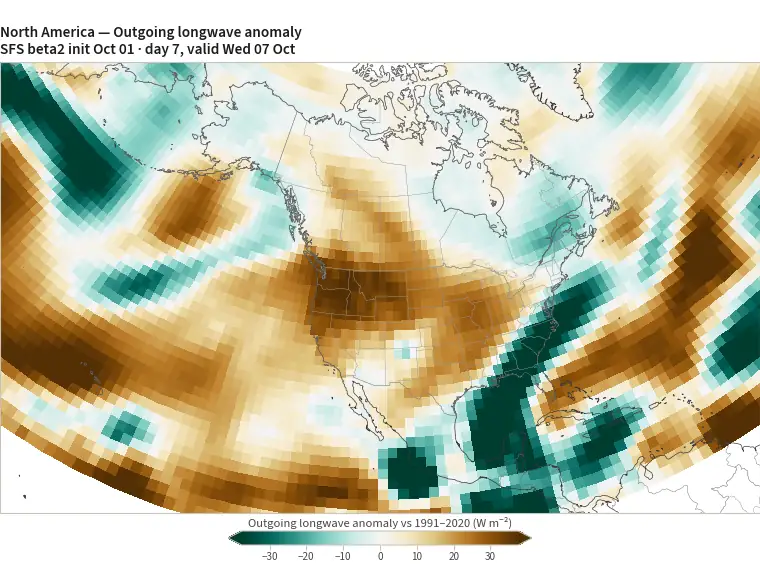 North America — Outgoing longwave anomaly
SFS beta2 init Oct 01 · day 7, valid Wed 07 Oct
Outgoing longwave anomaly vs 1991–2020 (W m⁻²)
−30 −20 −10 0 10 20 30